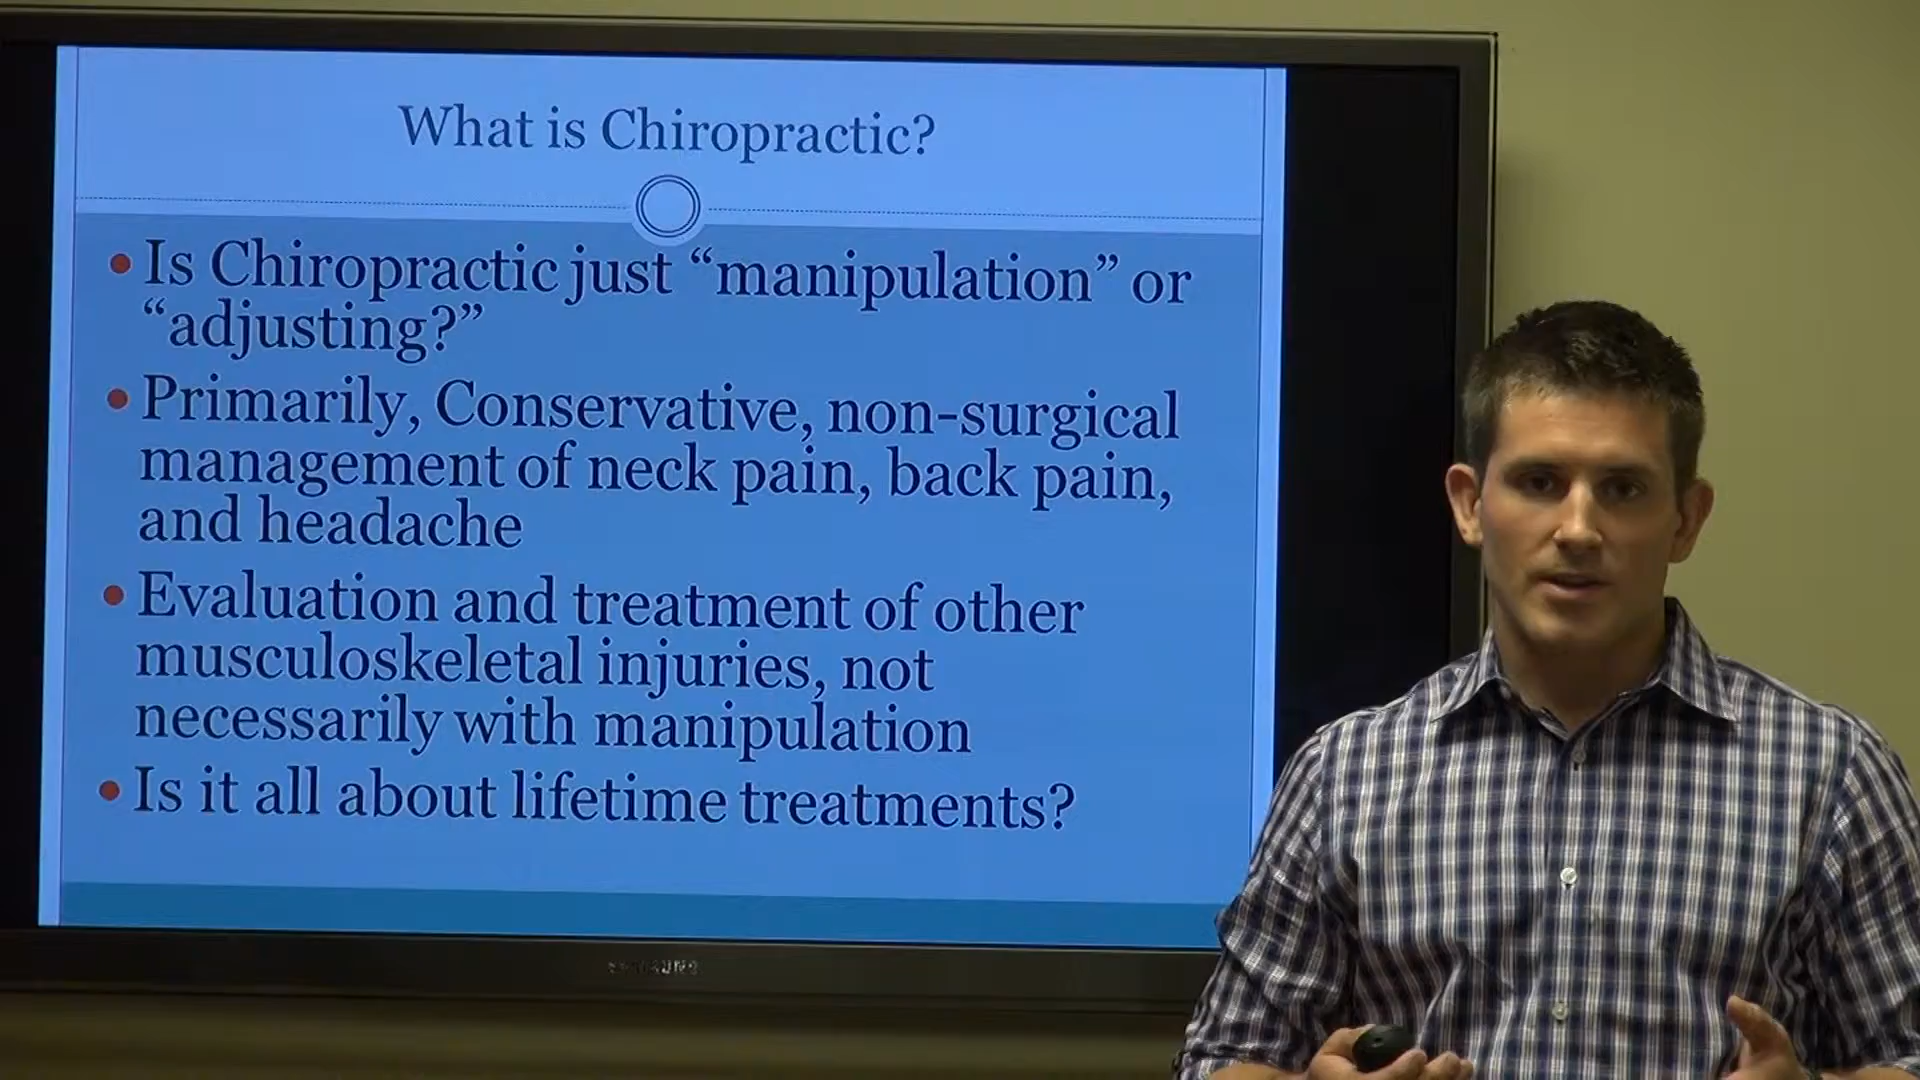 What is Chiropractic?
• Is Chiropractic just “manipulation” or
“adjusting?”
• Primarily, Conservative, non-surgical
management of neck pain, back pain,
and headache
• Evaluation and treatment of other
musculoskeletal injuries, not
necessarily with manipulation
• Is it all about lifetime treatments?
SAMSUNG